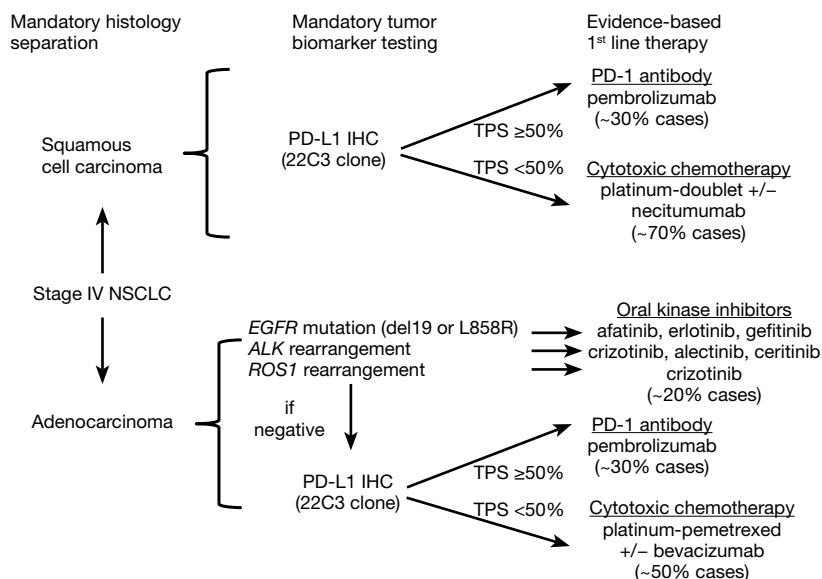 Mandatory histology
separation
Mandatory tumor
biomarker testing
Evidence-based
1st line therapy
Squamous
cell carcinoma
PD-L1 IHC
(22C3 clone)
TPS ≥50%
TPS <50%
PD-1 antibody
pembrolizumab
(~30% cases)
Cytotoxic chemotherapy
platinum-doublet +/–
necitumumab
(~70% cases)
Stage IV NSCLC
Adenocarcinoma
EGFR mutation (del19 or L858R)
ALK rearrangement
ROS1 rearrangement
Oral kinase inhibitors
afatinib, erlotinib, gefitinib
crizotinib, alectinib, ceritinib
crizotinib
(~20% cases)
if
negative
PD-L1 IHC
(22C3 clone)
TPS ≥50%
TPS <50%
PD-1 antibody
pembrolizumab
(~30% cases)
Cytotoxic chemotherapy
platinum-pemetrexed
+/– bevacizumab
(~50% cases)